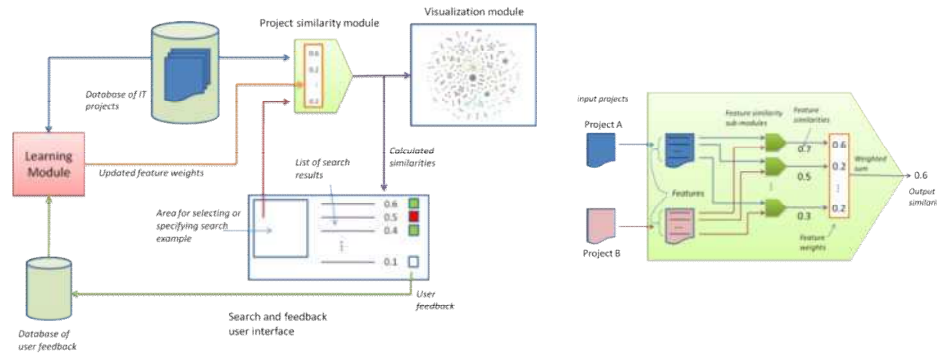 Project similarity module
Visualization module
0.6
0.2
⋮
0.2
Database of IT
projects
Learning
Module
Updated feature weights
List of search
results
Calculated
similarities
Area for selecting or
specifying search
example
0.6
0.5
0.4
⋮
0.1
User
feedback
Search and feedback
user interface
Database of
user feedback
input projects
Project A
Project B
Features
Feature similarity
sub-modules
Feature
similarities
0.7
0.5
⋮
0.3
0.6
0.2
⋮
0.2
Weighted
sum
Feature
weights
0.6
Output
similari